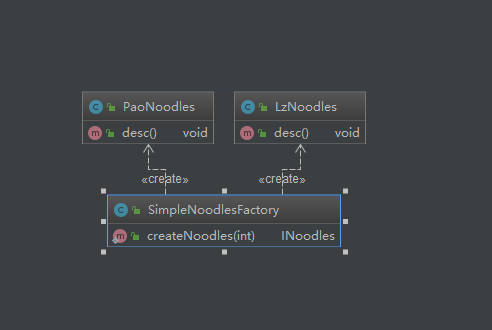 PaoNoodles
LzNoodles
desc() void
desc() void
«create»
«create»
SimpleNoodlesFactory
createNoodles(int) INoodles